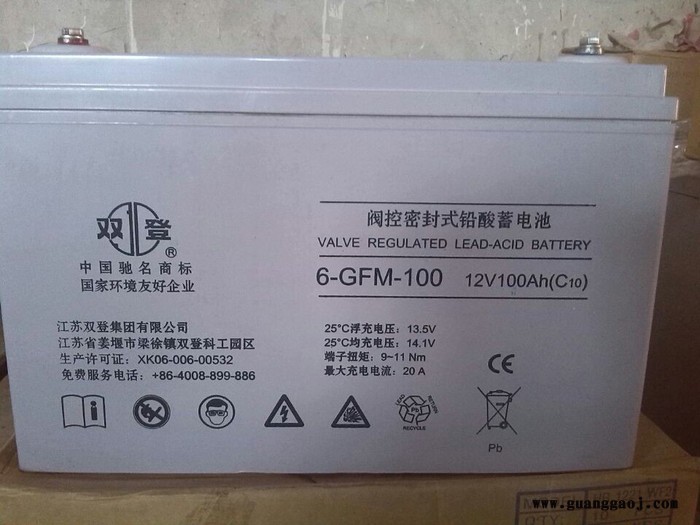 双登
®
中国驰名商标
国家环境友好企业
阀控密封式铅酸蓄电池
VALVE REGULATED LEAD-ACID BATTERY
6-GFM-100 12V100Ah(C10)
江苏双登集团有限公司
江苏省姜堰市梁徐镇双登科工园区
生产许可证：XK06-006-00532
免费服务电话：+86-4008-899-886
25°C浮充电压：13.5V
25°C均充电压：14.1V
端子扭矩：9~11 Nm
最大充电电流：20 A
CE
LEAD
RETURN
Pb
RECYCLE
Pb
www.guanggaoj.com